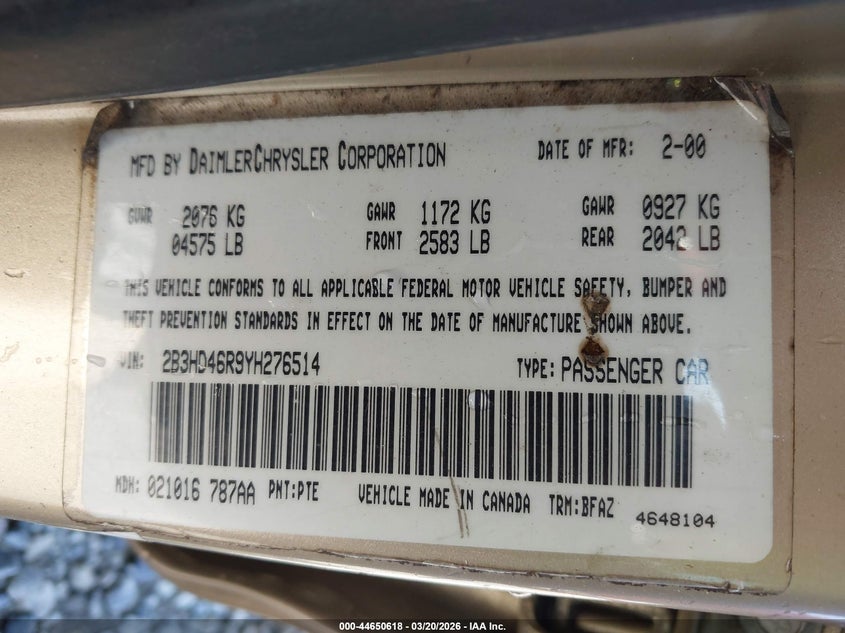 MFD BY DAIMLERCHRYSLER CORPORATION DATE OF MFR: 2-00
GVWR 2076 KG GAWR 1172 KG GAWR 0927 KG
04575 LB FRONT 2583 LB REAR 2042 LB
THIS VEHICLE CONFORMS TO ALL APPLICABLE FEDERAL MOTOR VEHICLE SAFETY, BUMPER AND
THEFT PREVENTION STANDARDS IN EFFECT ON THE DATE OF MANUFACTURE SHOWN ABOVE.
VIN: 2B3HD46R9YH276514 TYPE: PASSENGER CAR
MDH: 021016 787AA PNT:PTE VEHICLE MADE IN CANADA TRM:BFAZ 4648104
000-44650618 - 03/20/2026 - IAA Inc.